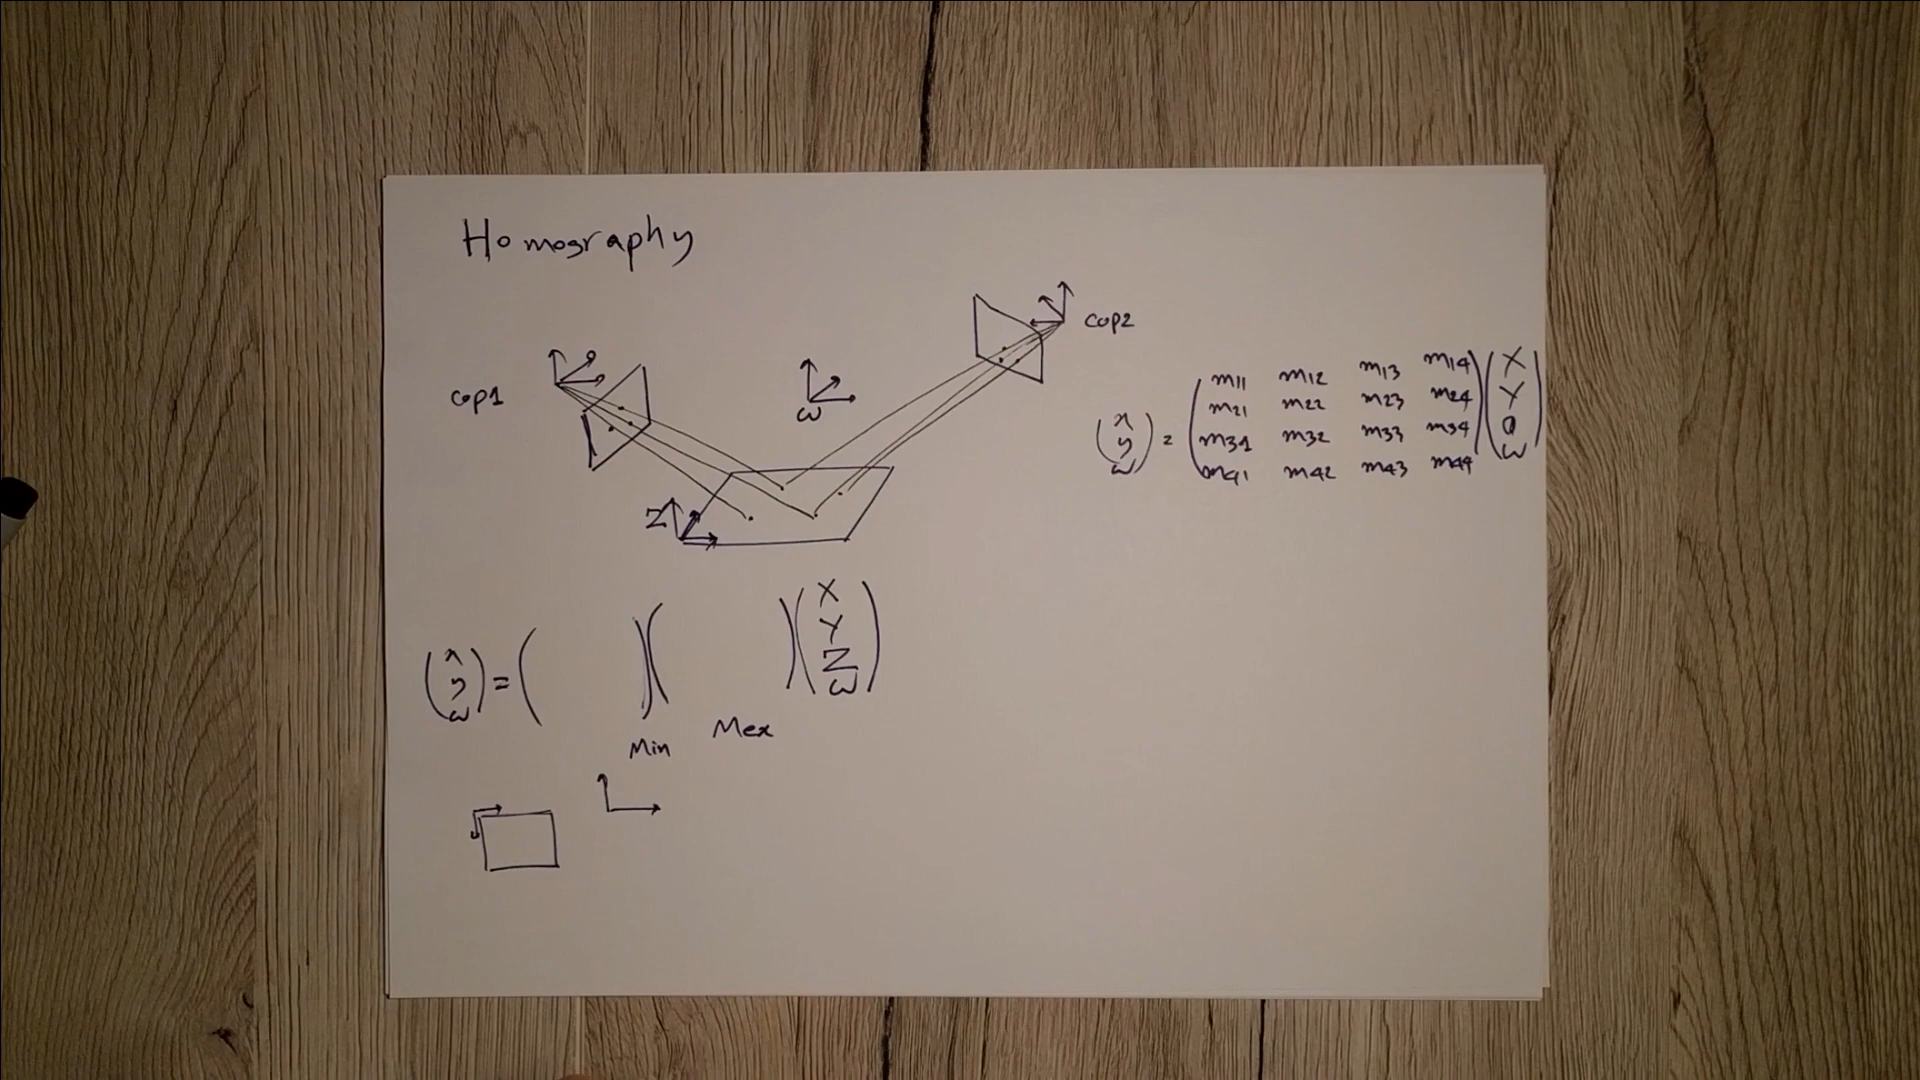 Homography
cop1
cop2
ω
Z
(x y ω) = (m11 m12 m13 m14
m21 m22 m23 m24
m31 m32 m33 m34
m41 m42 m43 m44) (X Y 0 ω)
(x y ω) = ( )( )(X Y Z ω)
Min
Mex